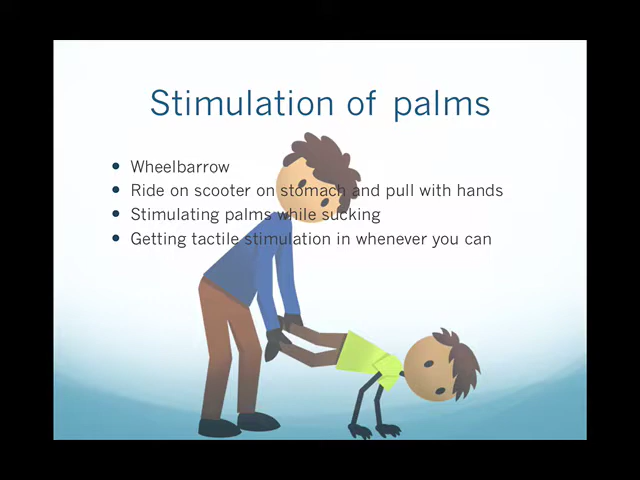 Stimulation of palms
• Wheelbarrow
• Ride on scooter on stomach and pull with hands
• Stimulating palms while sucking
• Getting tactile stimulation in whenever you can